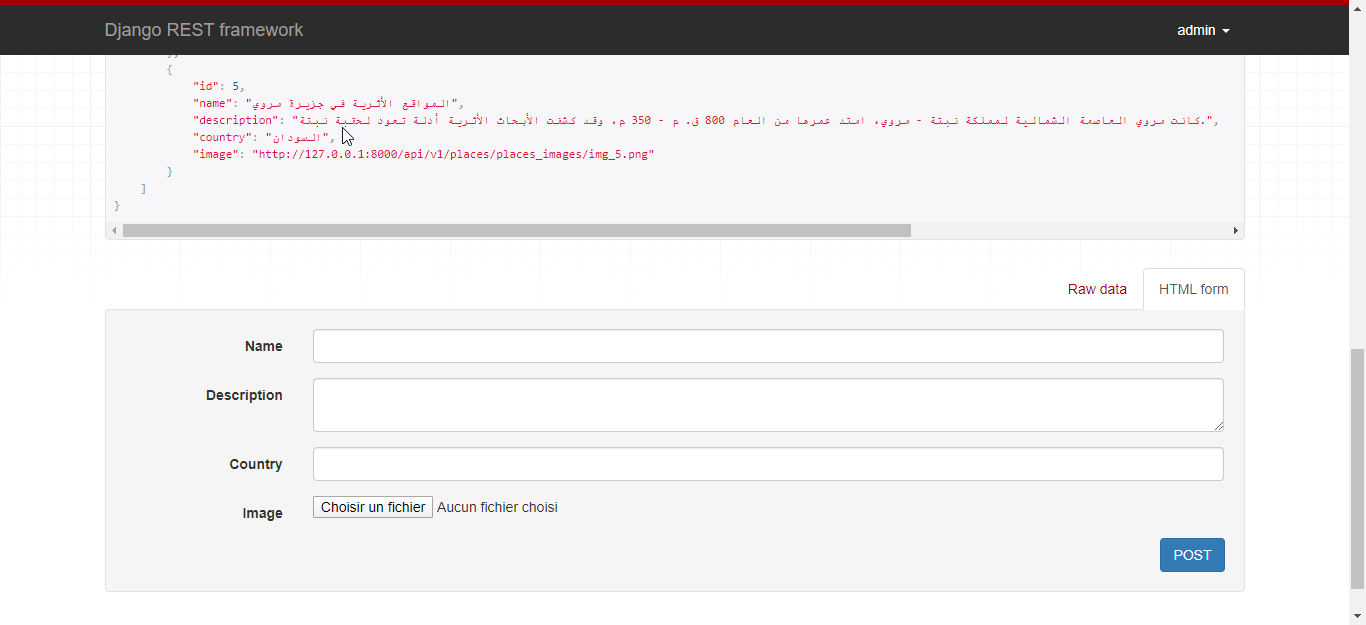 Django REST framework
admin
},
{
"id": 5,
"name": "المواقع الأثرية في جزيرة مروي",
"description": "كانت مروي العاصمة الشمالية لمملكة نبتة - مروي، امتد عمرها من العام 800 ق. م - 350 م، وقد كشفت الأبحاث الأثرية أدلة تعود لحقبة نبتة.",
"country": "السودان",
"image": "http://127.0.0.1:8000/api/v1/places/places_images/img_5.png"
}
]
}
Raw data
HTML form
Name
Description
Country
Image
Choisir un fichier Aucun fichier choisi
POST